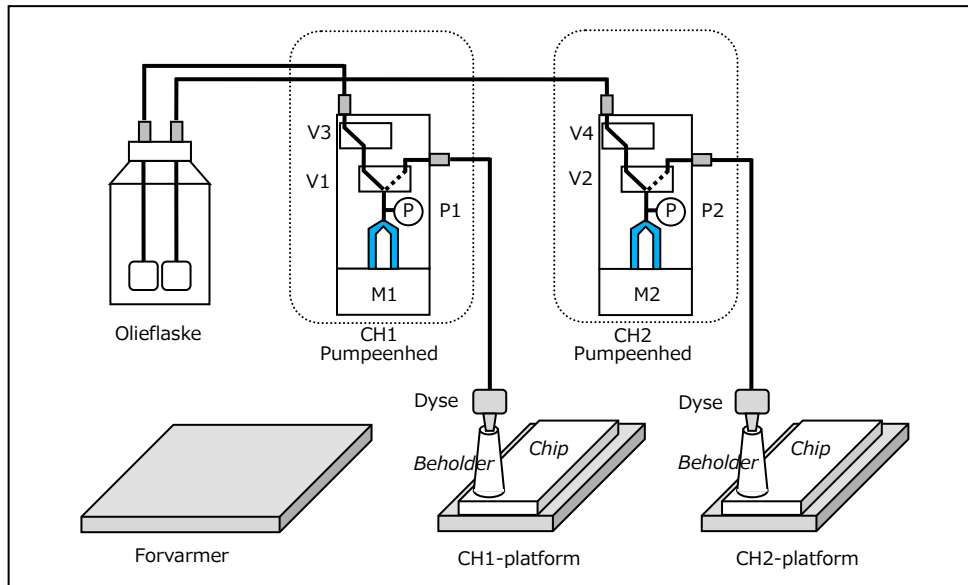 V3
V4
V1
V2
P
P1
P
P2
M1
M2
Olieflaske
CH1
Pumpeenhed
CH2
Pumpeenhed
Dyse
Dyse
Chip
Chip
Beholder
Beholder
Forvarmer
CH1-platform
CH2-platform